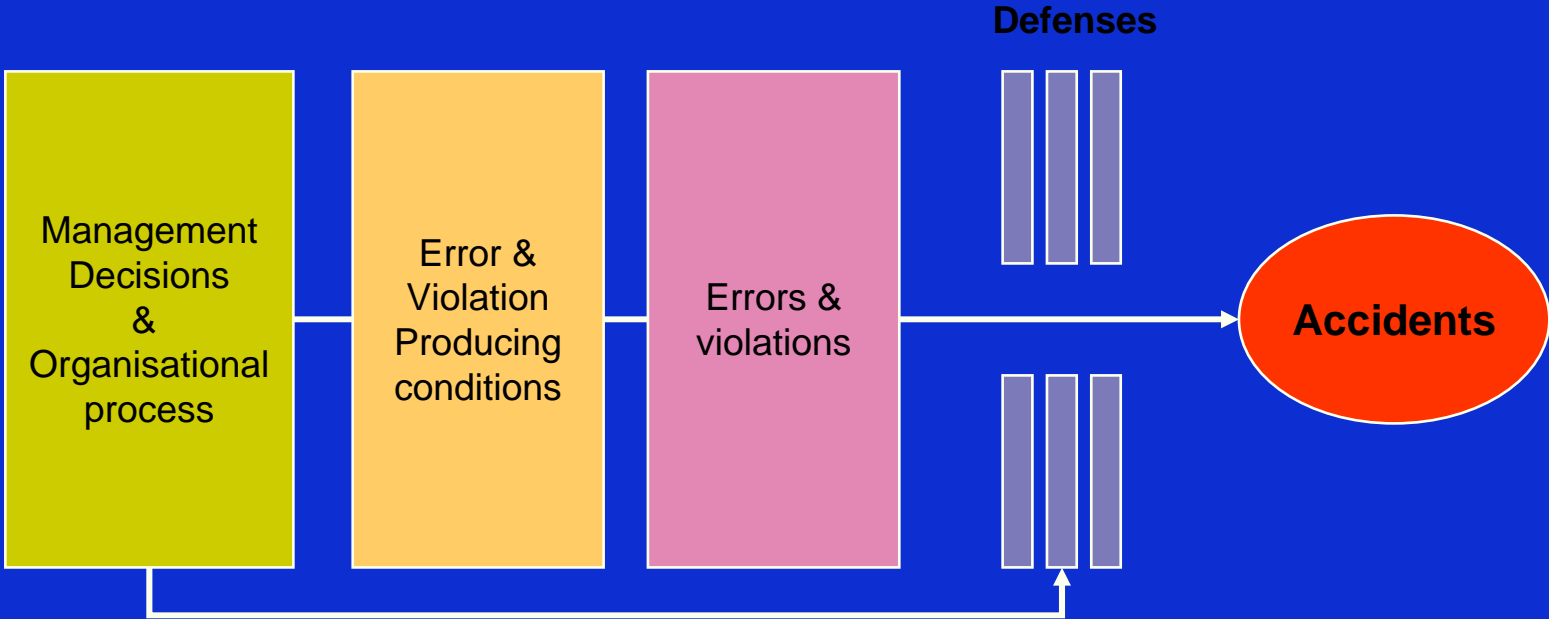 Defenses
Management
Decisions
&
Organisational
process
Error &
Violation
Producing
conditions
Errors &
violations
Accidents